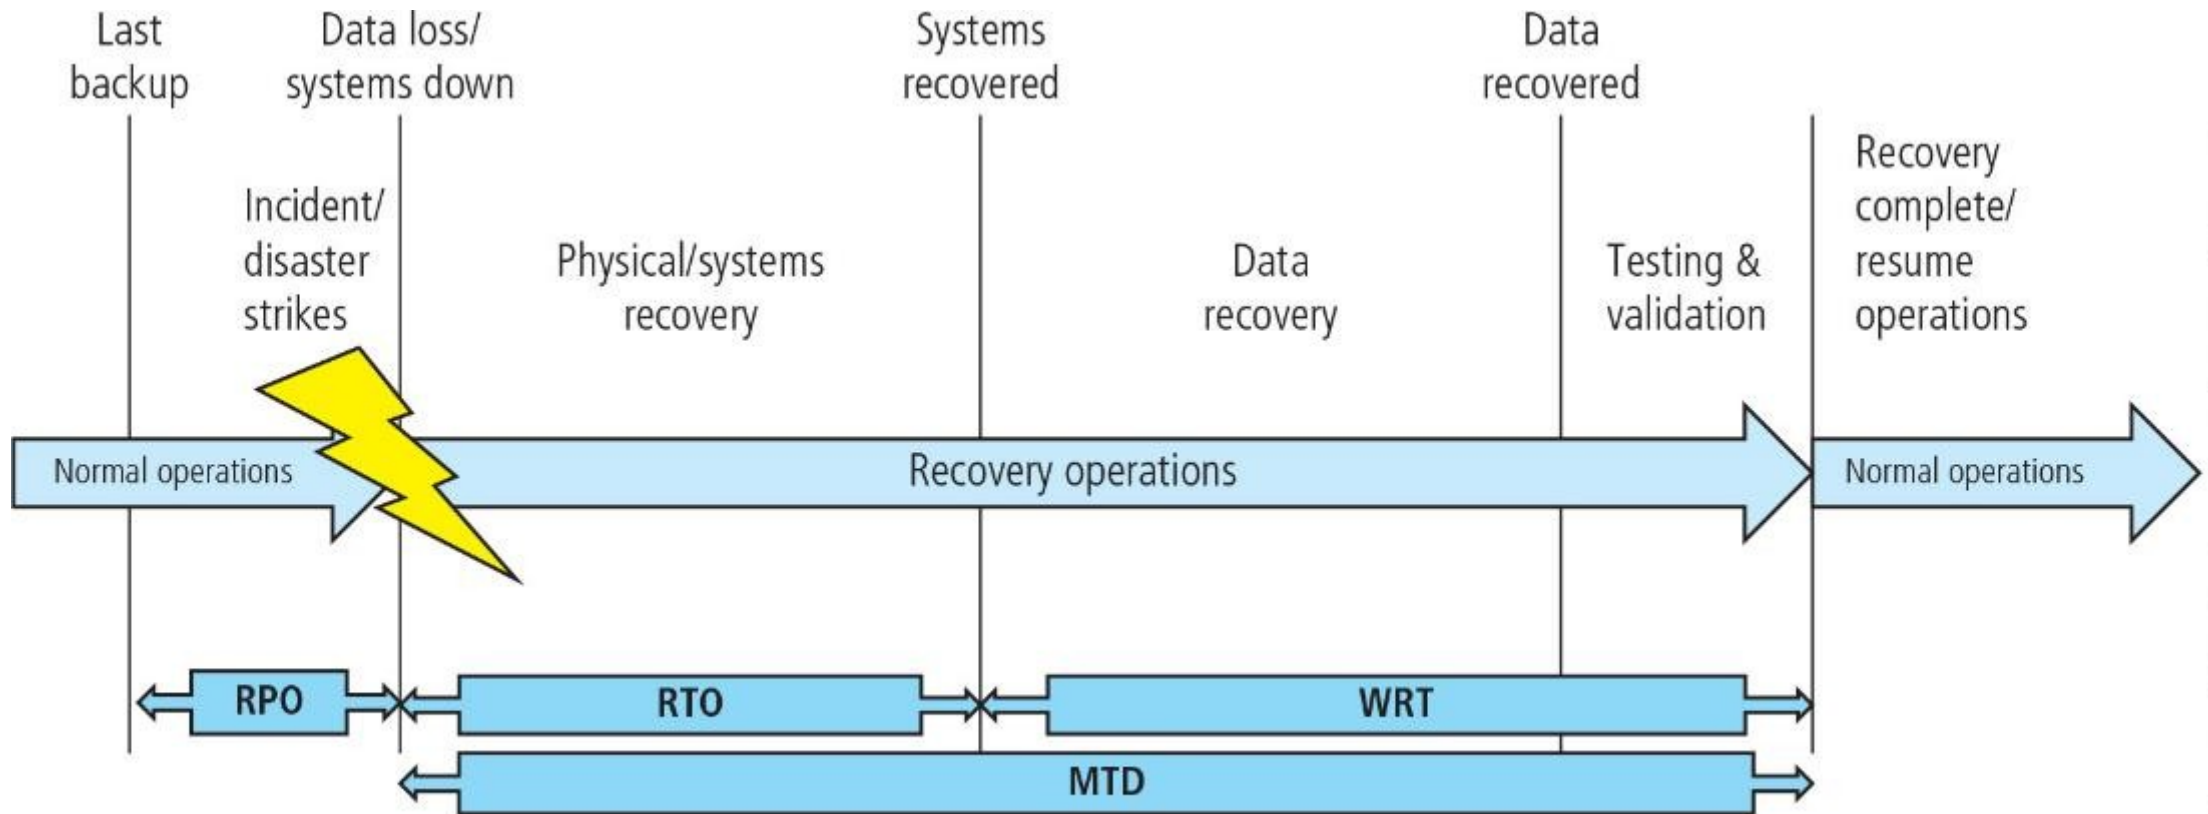 Last
backup
Data loss/
systems down
Systems
recovered
Data
recovered
Incident/
disaster
strikes
Physical/systems
recovery
Data
recovery
Testing &
validation
Recovery
complete/
resume
operations
Normal operations
Recovery operations
Normal operations
RPO
RTO
WRT
MTD